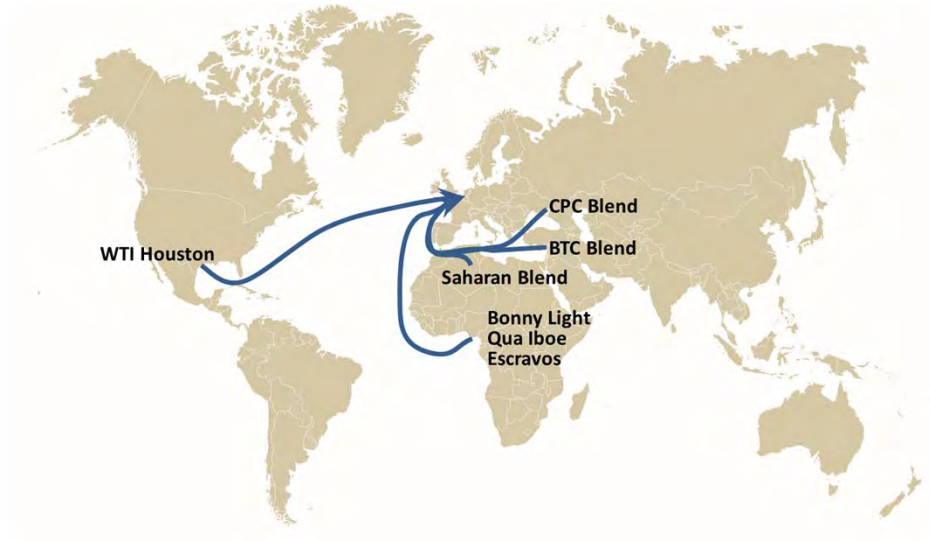 CPC Blend
WTI Houston
BTC Blend
Saharan Blend
Bonny Light
Qua Iboe
Escravos